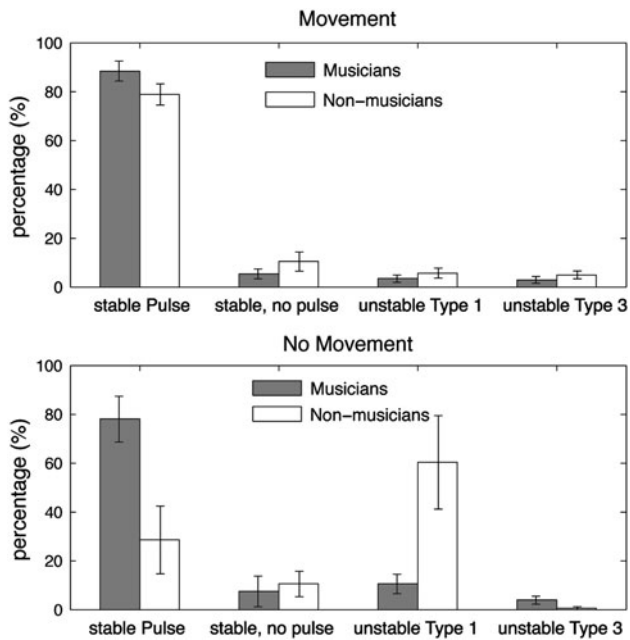 Movement
100
80
60
40
20
0
percentage (%)
Musicians
Non-musicians
stable Pulse stable, no pulse unstable Type 1 unstable Type 3
No Movement
100
80
60
40
20
0
percentage (%)
Musicians
Non-musicians
stable Pulse stable, no pulse unstable Type 1 unstable Type 3